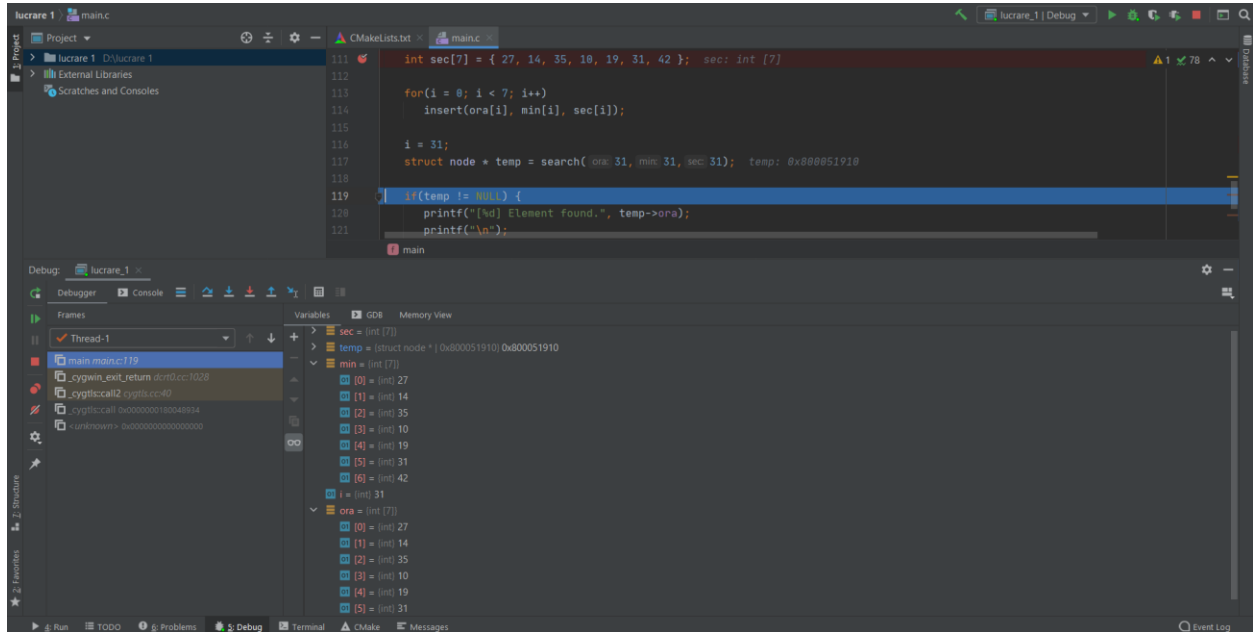 lucrare 1 main.c
lucrare_1 | Debug
Project
CMakeLists.txt main.c
lucrare 1 D:\lucrare 1
External Libraries
Scratches and Consoles
111 int sec[7] = { 27, 14, 35, 10, 19, 31, 42 }; sec: int [7]
1 78
112
113 for(i = 0; i < 7; i++)
114 insert(ora[i], min[i], sec[i]);
115
116 i = 31;
117 struct node * temp = search( ora: 31, min: 31, sec: 31); temp: 0x800051910
118
119 if(temp != NULL) {
120 printf("[%d] Element found.", temp->ora);
121 printf("\n");
main
1: Project
Database
Debug: lucrare_1
Debugger Console
Frames
Thread-1
main main.c:119
_cygwin_exit_return dcrt0.cc:1028
_cygtls::call2 cygtls.cc:40
_cygtls::call 0x0000000180048934
<unknown> 0x0000000000000000
Variables GDB Memory View
sec = {int [7]}
temp = {struct node * | 0x800051910} 0x800051910
min = {int [7]}
[0] = {int} 27
[1] = {int} 14
[2] = {int} 35
[3] = {int} 10
[4] = {int} 19
[5] = {int} 31
[6] = {int} 42
i = {int} 31
ora = {int [7]}
[0] = {int} 27
[1] = {int} 14
[2] = {int} 35
[3] = {int} 10
[4] = {int} 19
[5] = {int} 31
Z: Structure
2: Favorites
4: Run TODO 6: Problems 5: Debug Terminal CMake Messages
Event Log